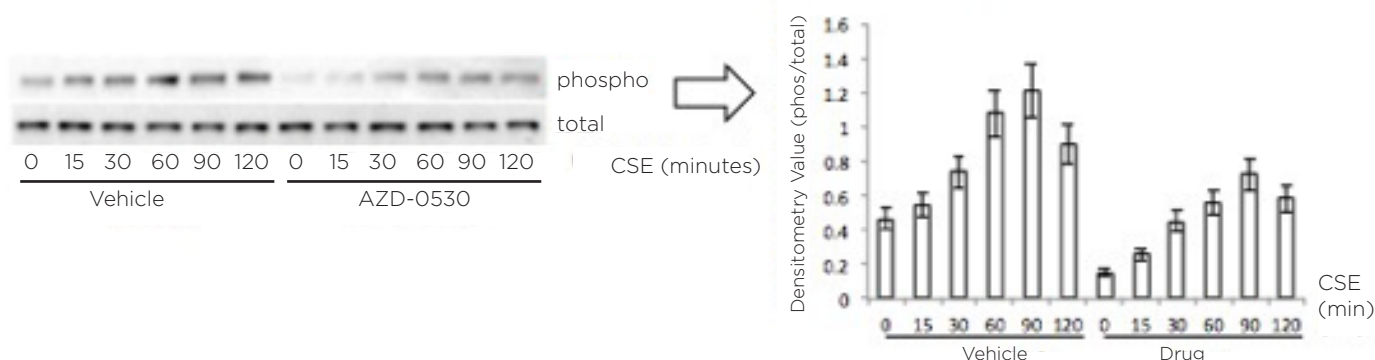 phospho
total
0 15 30 60 90 120 0 15 30 60 90 120 CSE (minutes)
Vehicle AZD-0530
Densitometry Value (phos/total)
1.6
1.4
1.2
1
0.8
0.6
0.4
0.2
0
0 15 30 60 90 120 0 15 30 60 90 120
CSE
(min)
Vehicle Drug